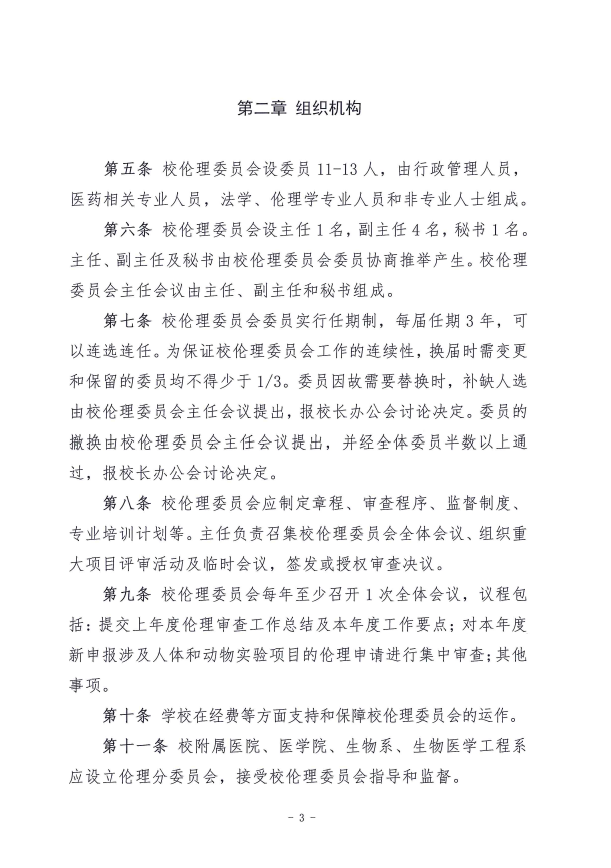 第二章 组织机构
第五条 校伦理委员会设委员 11-13 人，由行政管理人员，
医药相关专业人员，法学、伦理学专业人员和非专业人士组成。
第六条 校伦理委员会设主任 1 名，副主任 4 名，秘书 1 名。
主任、副主任及秘书由校伦理委员会委员协商推举产生。校伦理
委员会主任会议由主任、副主任和秘书组成。
第七条 校伦理委员会委员实行任期制，每届任期 3 年，可
以连选连任。为保证校伦理委员会工作的连续性，换届时需变更
和保留的委员均不得少于 1/3。委员因故需要替换时，补缺人选
由校伦理委员会主任会议提出，报校长办公会讨论决定。委员的
撤换由校伦理委员会主任会议提出，并经全体委员半数以上通
过，报校长办公会讨论决定。
第八条 校伦理委员会应制定章程、审查程序、监督制度、
专业培训计划等。主任负责召集校伦理委员会全体会议、组织重
大项目评审活动及临时会议，签发或授权审查决议。
第九条 校伦理委员会每年至少召开 1 次全体会议，议程包
括：提交上年度伦理审查工作总结及本年度工作要点；对本年度
新申报涉及人体和动物实验项目的伦理申请进行集中审查；其他
事项。
第十条 学校在经费等方面支持和保障校伦理委员会的运作。
第十一条 校附属医院、医学院、生物系、生物医学工程系
应设立伦理分委员会，接受校伦理委员会指导和监督。
- 3 -